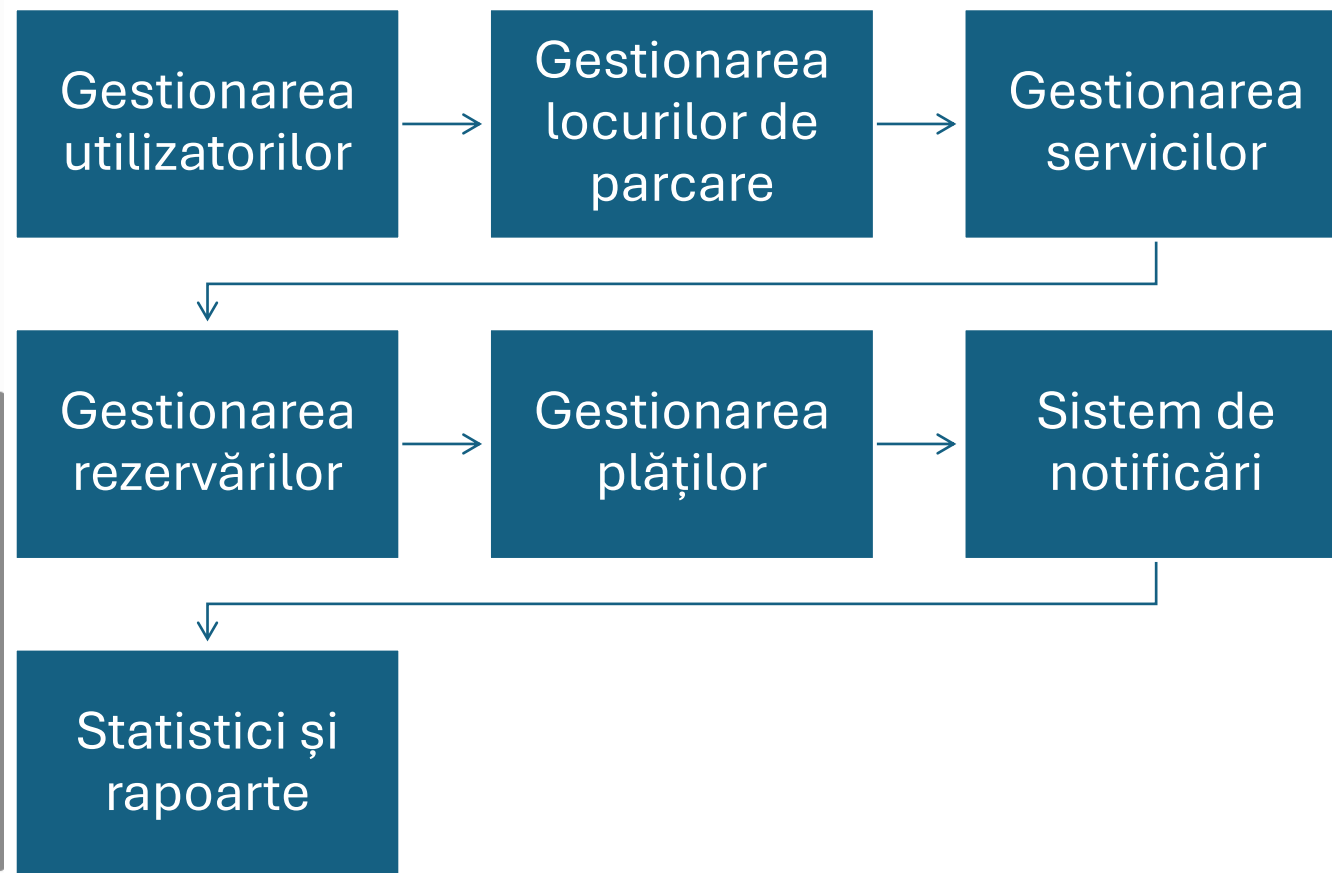 Gestionarea
utilizatorilor
Gestionarea
locurilor de
parcare
Gestionarea
servicilor
Gestionarea
rezervărilor
Gestionarea
plăților
Sistem de
notificări
Statistici și
rapoarte